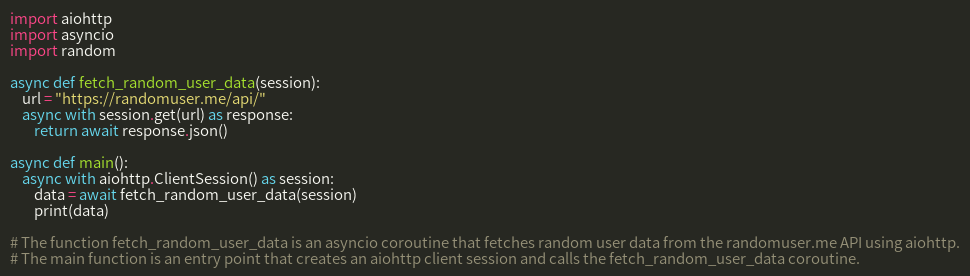 import aiohttp
import asyncio
import random

async def fetch_random_user_data(session):
    url = "https://randomuser.me/api/"
    async with session.get(url) as response:
        return await response.json()

async def main():
    async with aiohttp.ClientSession() as session:
        data = await fetch_random_user_data(session)
        print(data)

# The function fetch_random_user_data is an asyncio coroutine that fetches random user data from the randomuser.me API using aiohttp.
# The main function is an entry point that creates an aiohttp client session and calls the fetch_random_user_data coroutine.